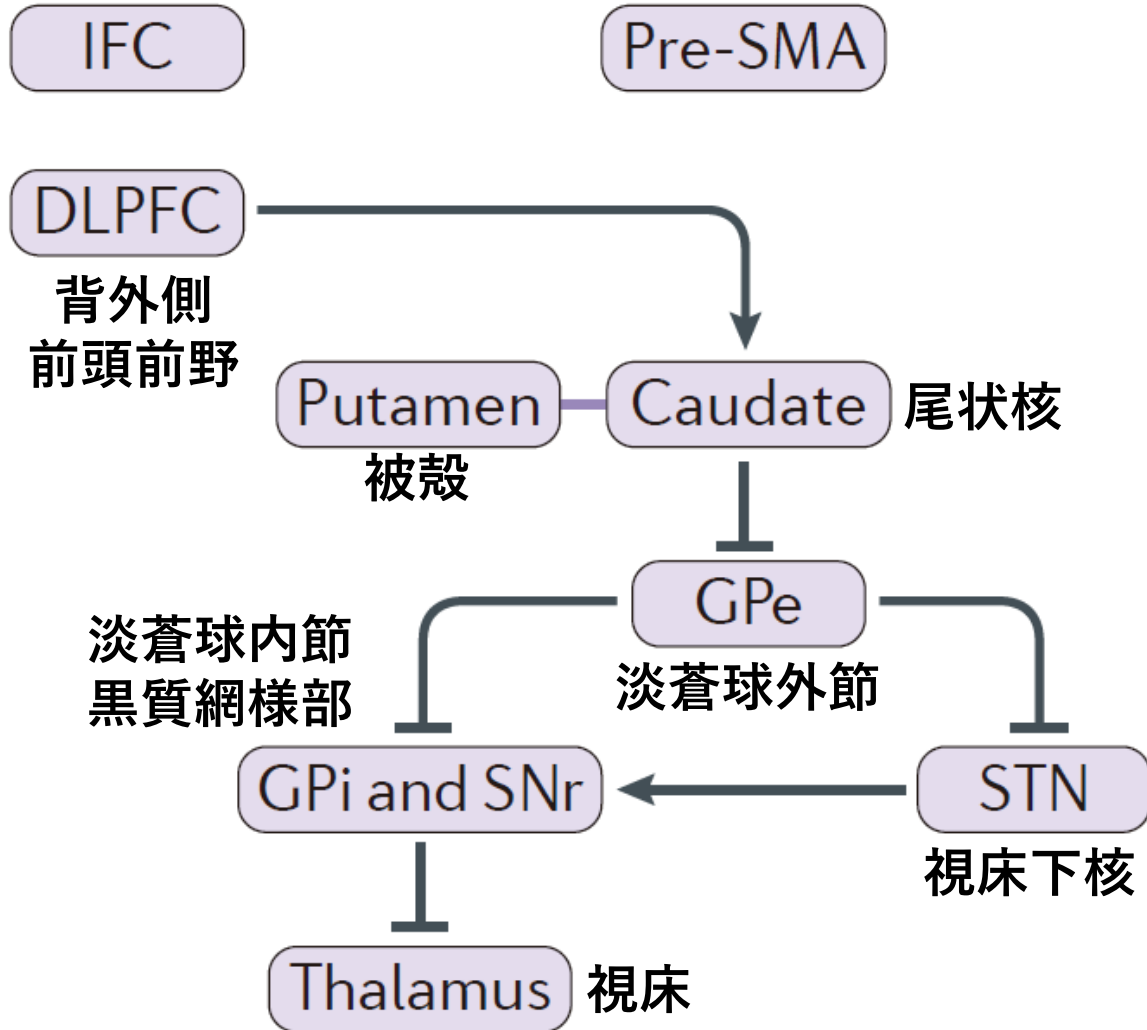 IFC
Pre-SMA
DLPFC
背外側
前頭前野
Putamen
Caudate
尾状核
被殻
GPe
淡蒼球外節
淡蒼球内節
黒質網様部
GPi and SNr
STN
視床下核
Thalamus
視床